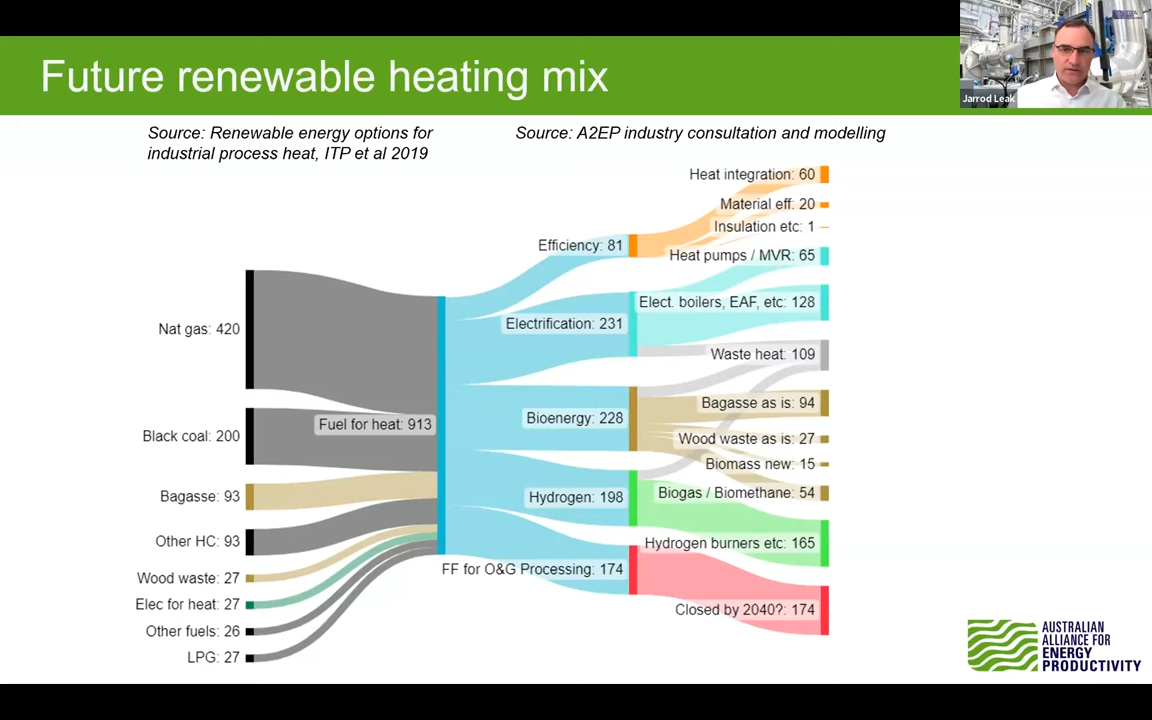 Future renewable heating mix
Jarrod Leak
Source: Renewable energy options for
industrial process heat, ITP et al 2019
Source: A2EP industry consultation and modelling
Nat gas: 420
Black coal: 200
Bagasse: 93
Other HC: 93
Wood waste: 27
Elec for heat: 27
Other fuels: 26
LPG: 27
Fuel for heat: 913
Efficiency: 81
Electrification: 231
Bioenergy: 228
Hydrogen: 198
FF for O&G Processing: 174
Heat integration: 60
Material eff: 20
Insulation etc: 1
Heat pumps / MVR: 65
Elect. boilers, EAF, etc: 128
Waste heat: 109
Bagasse as is: 94
Wood waste as is: 27
Biomass new: 15
Biogas / Biomethane: 54
Hydrogen burners etc: 165
Closed by 2040?: 174
AUSTRALIAN
ALLIANCE FOR
ENERGY
PRODUCTIVITY